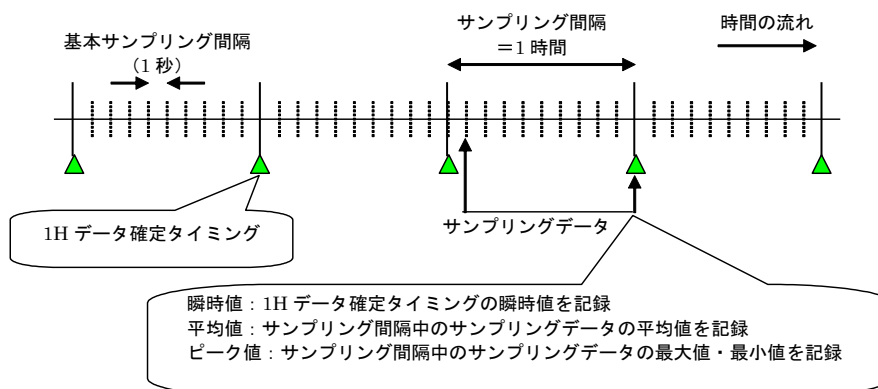 サンプリング間隔
＝1 時間
時間の流れ
基本サンプリング間隔
（1 秒）
1H データ確定タイミング
サンプリングデータ
瞬時値：1H データ確定タイミングの瞬時値を記録
平均値：サンプリング間隔中のサンプリングデータの平均値を記録
ピーク値：サンプリング間隔中のサンプリングデータの最大値・最小値を記録